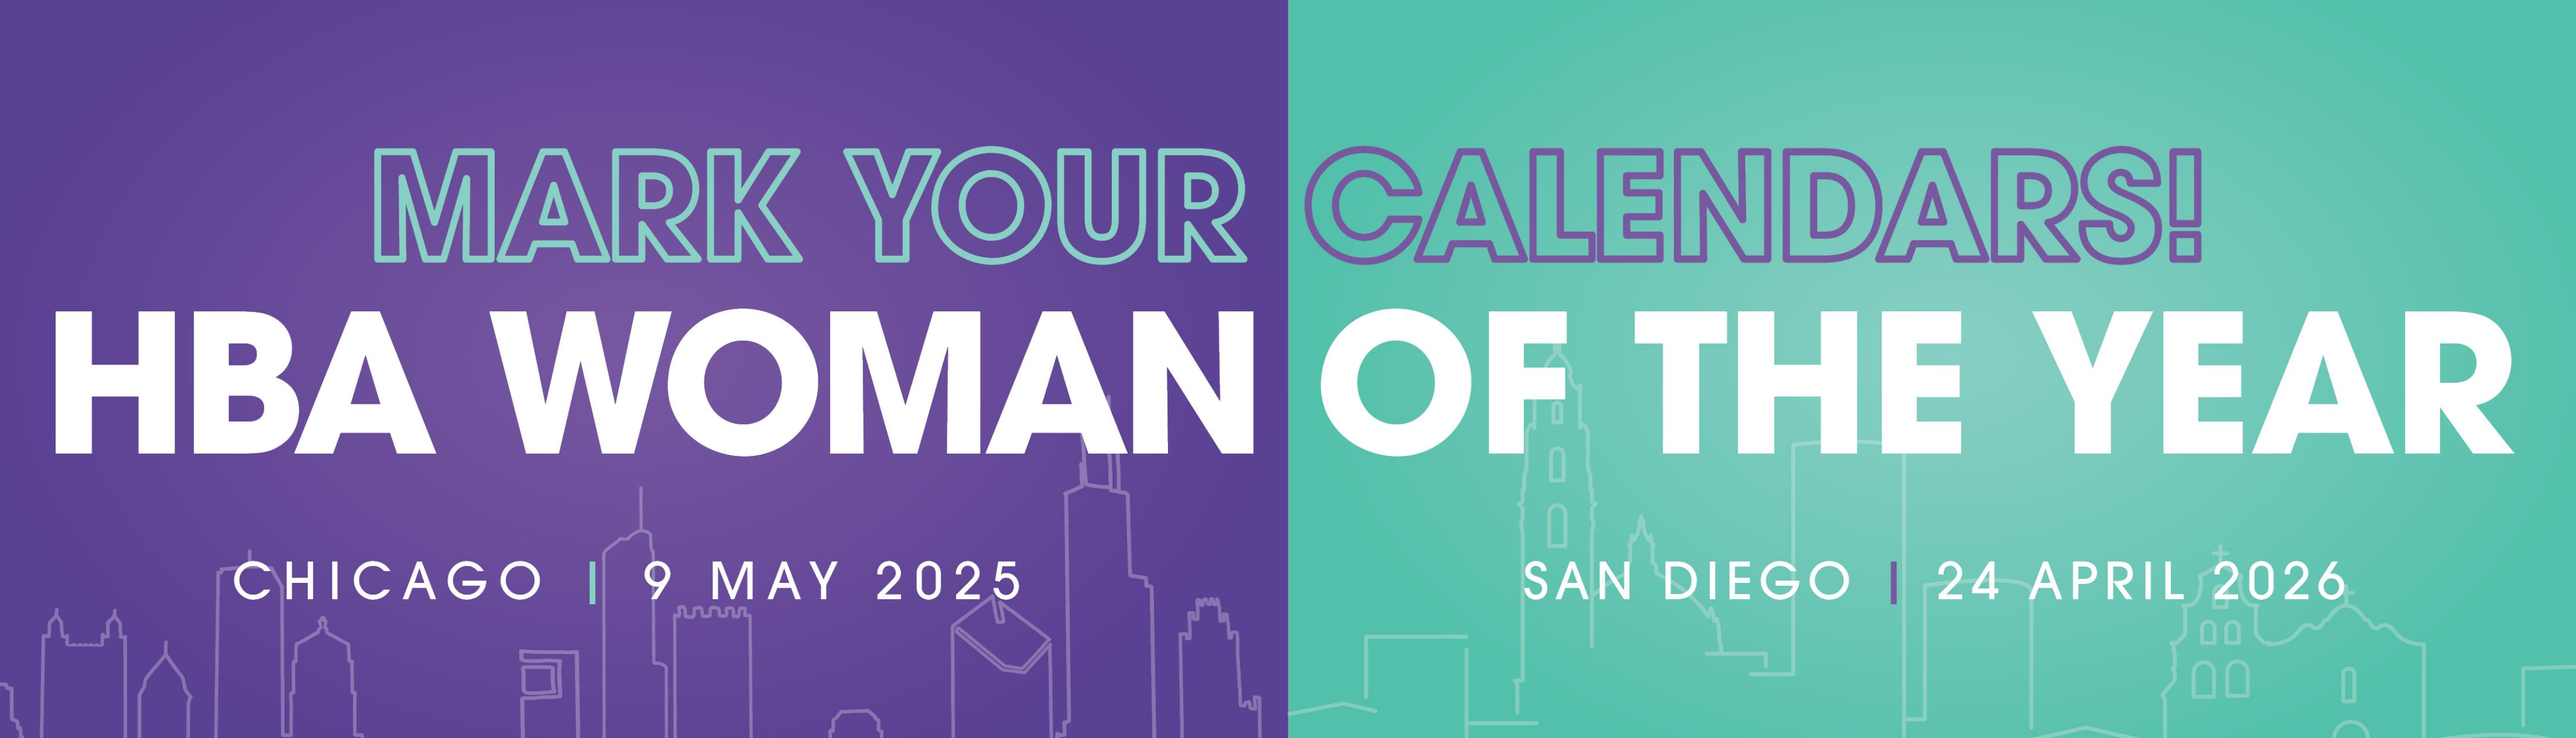 MARK YOUR CALENDARS!
HBA WOMAN OF THE YEAR
CHICAGO | 9 MAY 2025
SAN DIEGO | 24 APRIL 2026